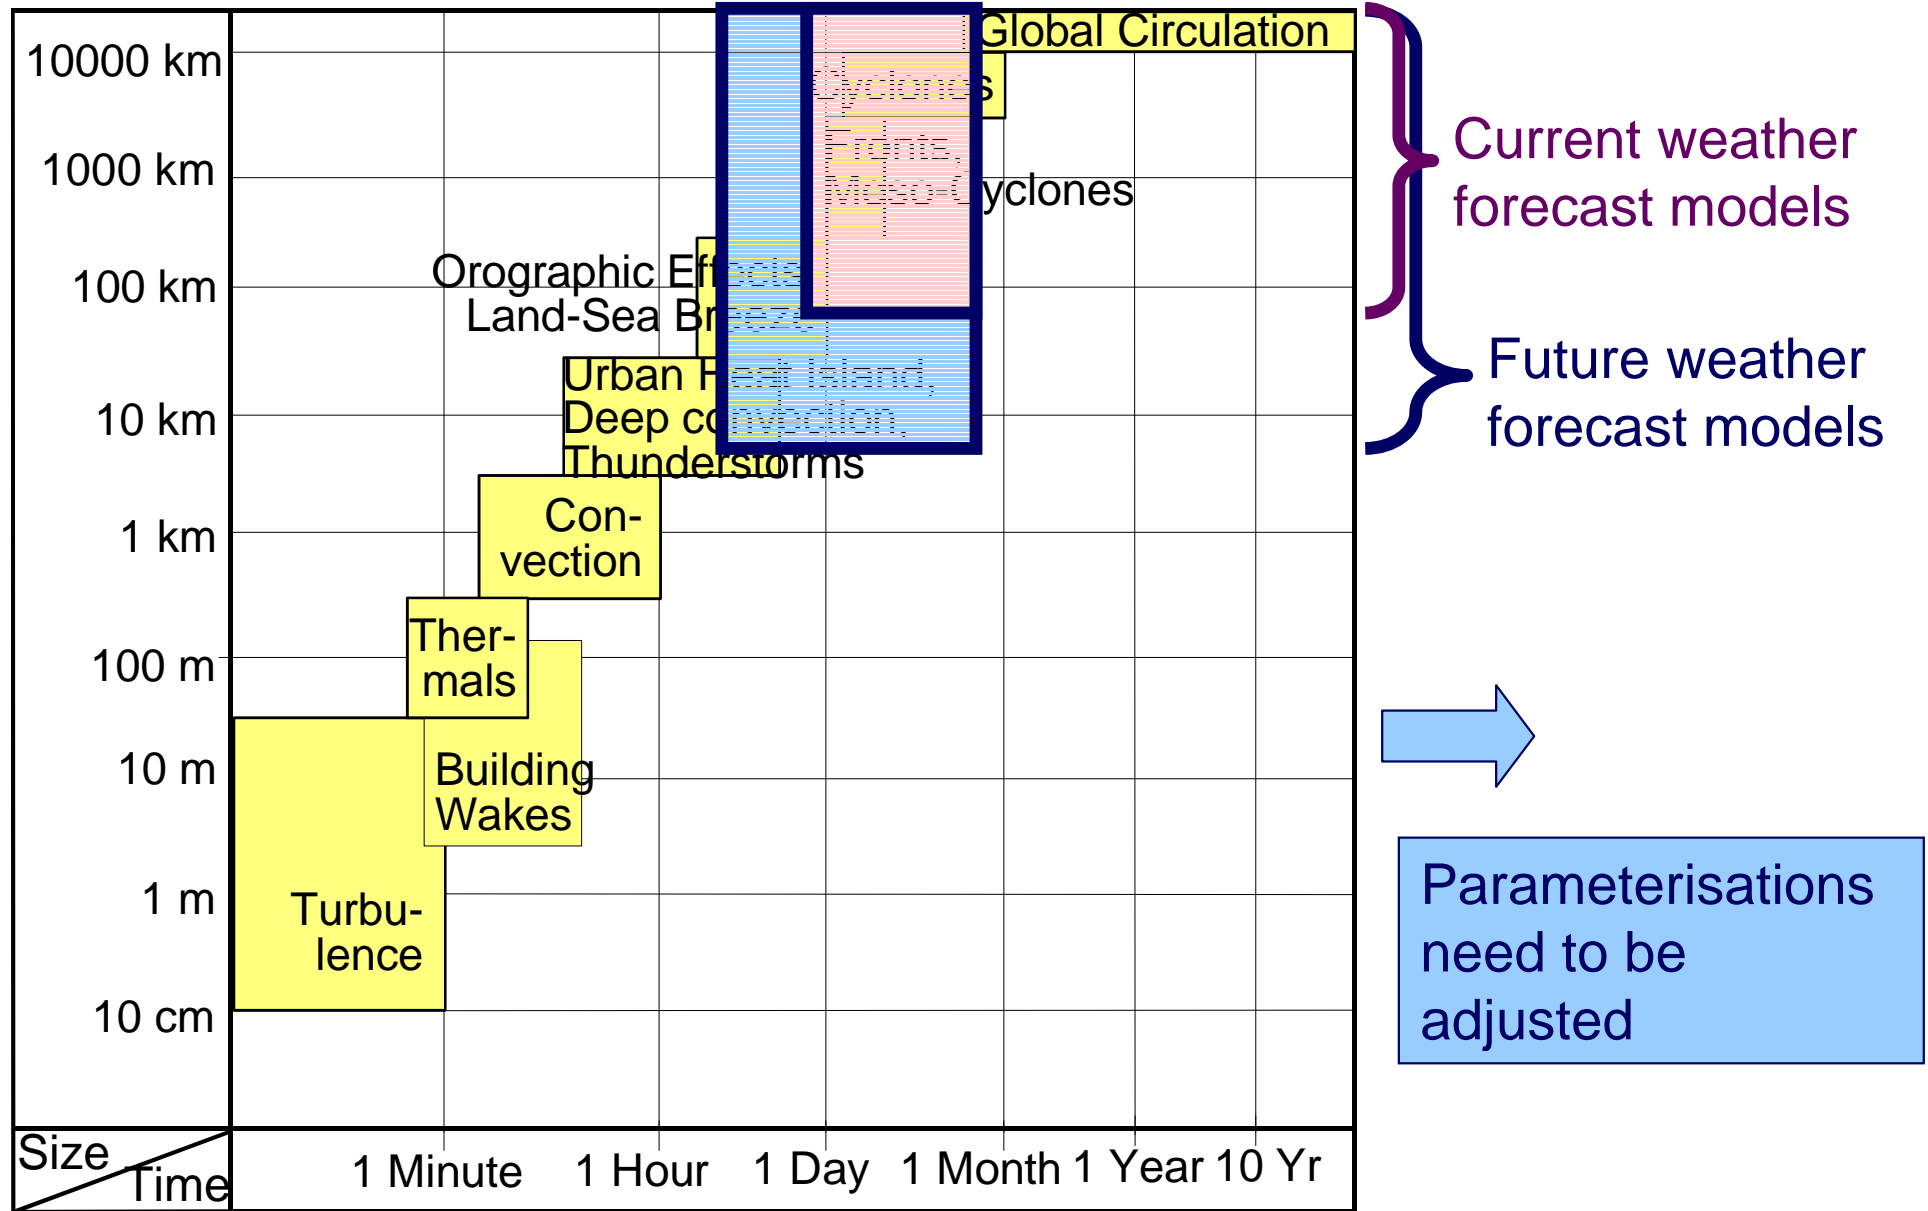 Global Circulation
10000 km
Cyclones
Current weather
forecast models
Fronts,
1000 km
Meso-Cyclones
Orographic Effects
100 km
Land-Sea Breeze
Future weather
forecast models
Urban Heat Island,
10 km
Deep convection,
Thunderstorms
1 km
Con-
vection
Ther-
mals
100 m
10 m
Building
Wakes
Parameterisations
need to be
adjusted
1 m
Turbu-
lence
10 cm
Size
Time
1 Minute 1 Hour 1 Day 1 Month 1 Year 10 Yr